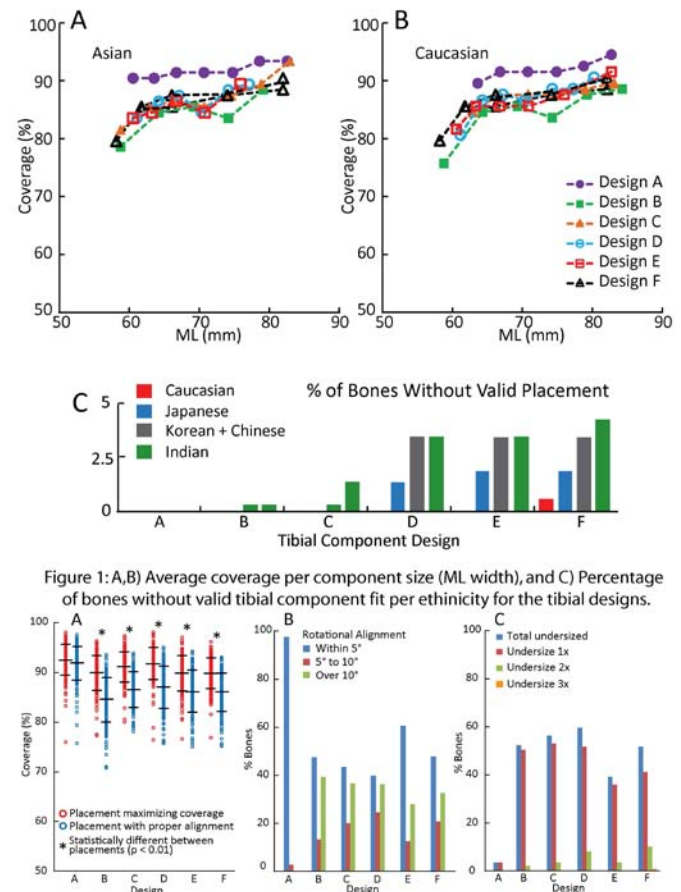 A
Asian
Coverage (%)
100
90
80
70
60
50
50
60
70
80
90
ML (mm)
B
Caucasian
Coverage (%)
100
90
80
70
60
50
50
60
70
80
90
ML (mm)
Design A
Design B
Design C
Design D
Design E
Design F
C
% of Bones Without Valid Placement
Caucasian
Japanese
Korean + Chinese
Indian
5
2.5
0
A
B
C
D
E
F
Tibial Component Design
Figure 1: A,B) Average coverage per component size (ML width), and C) Percentage
of bones without valid tibial component fit per ethinicity for the tibial designs.
A
Coverage (%)
100
90
80
70
60
50
* * * * *
Placement maximizing coverage
Placement with proper alignment
* Statistically different between
placements (p < 0.01)
A B C D E F
Design
B
% Bones
100%
80
60
40
20
0
Rotational Alignment
Within 5°
5° to 10°
Over 10°
A B C D E F
Design
C
% Bones
100%
80
60
40
20
0
Total undersized
Undersize 1x
Undersize 2x
Undersize 3x
A B C D E F
Design